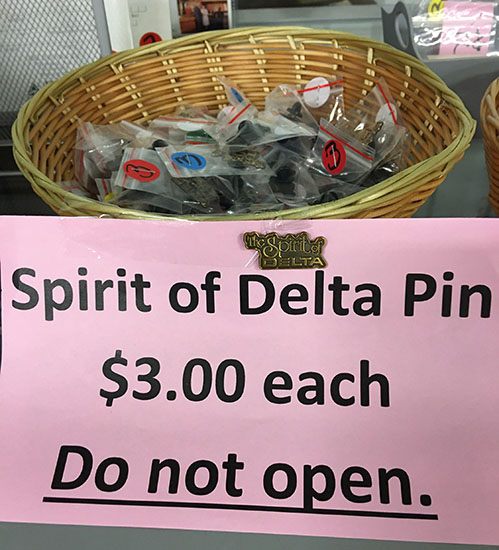 The Spirit of
DELTA
Spirit of Delta Pin
$3.00 each
Do not open.